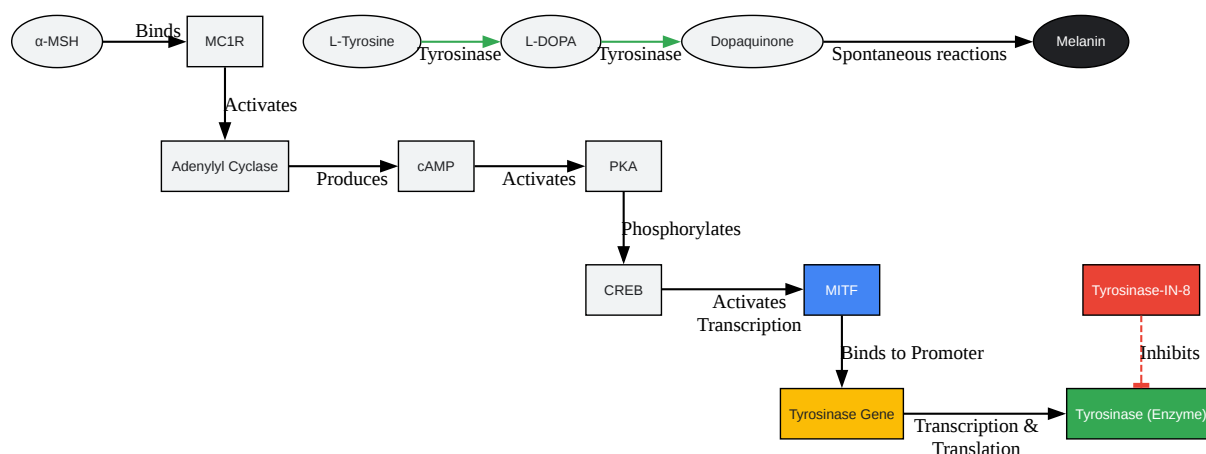 α-MSH
Binds
MC1R
L-Tyrosine
Tyrosinase
L-DOPA
Tyrosinase
Dopaquinone
Spontaneous reactions
Melanin
Activates
Adenylyl Cyclase
Produces
cAMP
Activates
PKA
Phosphorylates
CREB
Activates
Transcription
MITF
Tyrosinase-IN-8
Binds to Promoter
Inhibits
Tyrosinase Gene
Transcription &
Translation
Tyrosinase (Enzyme)